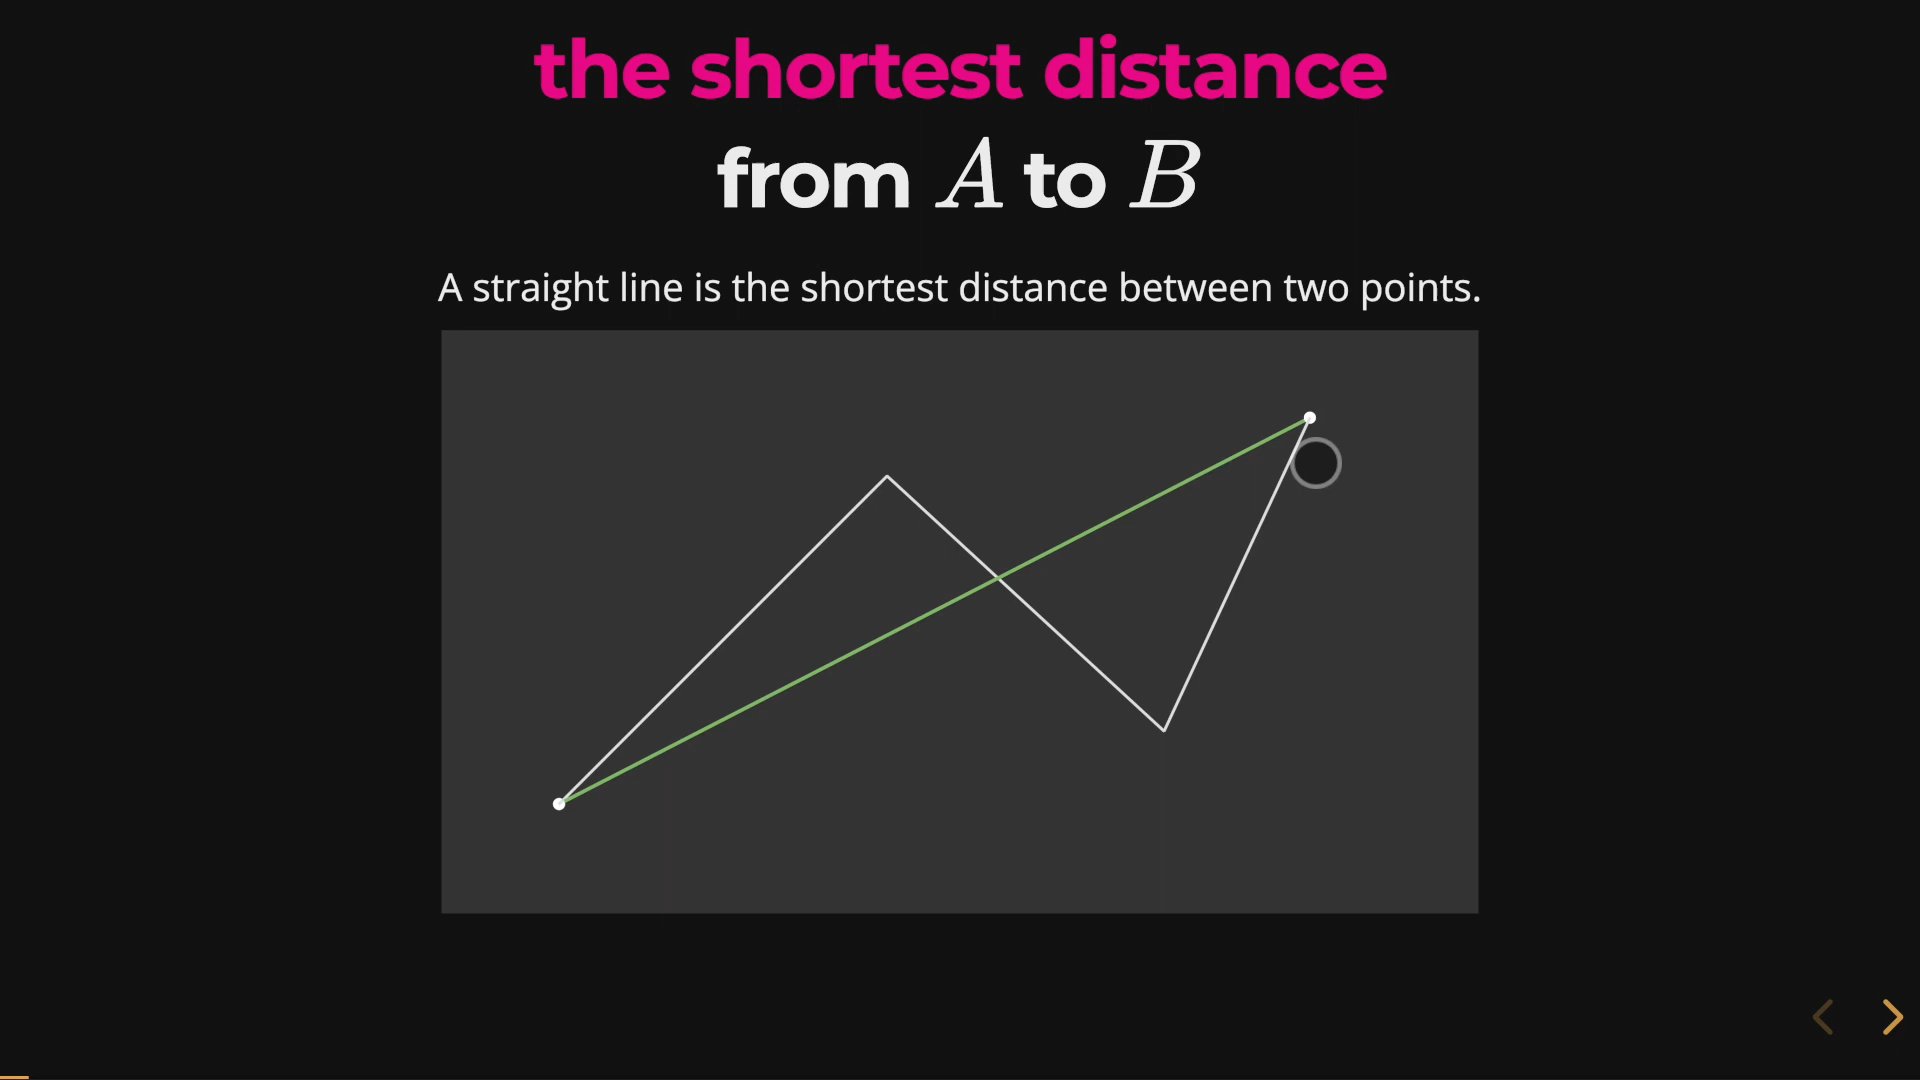 the shortest distance
from A to B
A straight line is the shortest distance between two points.